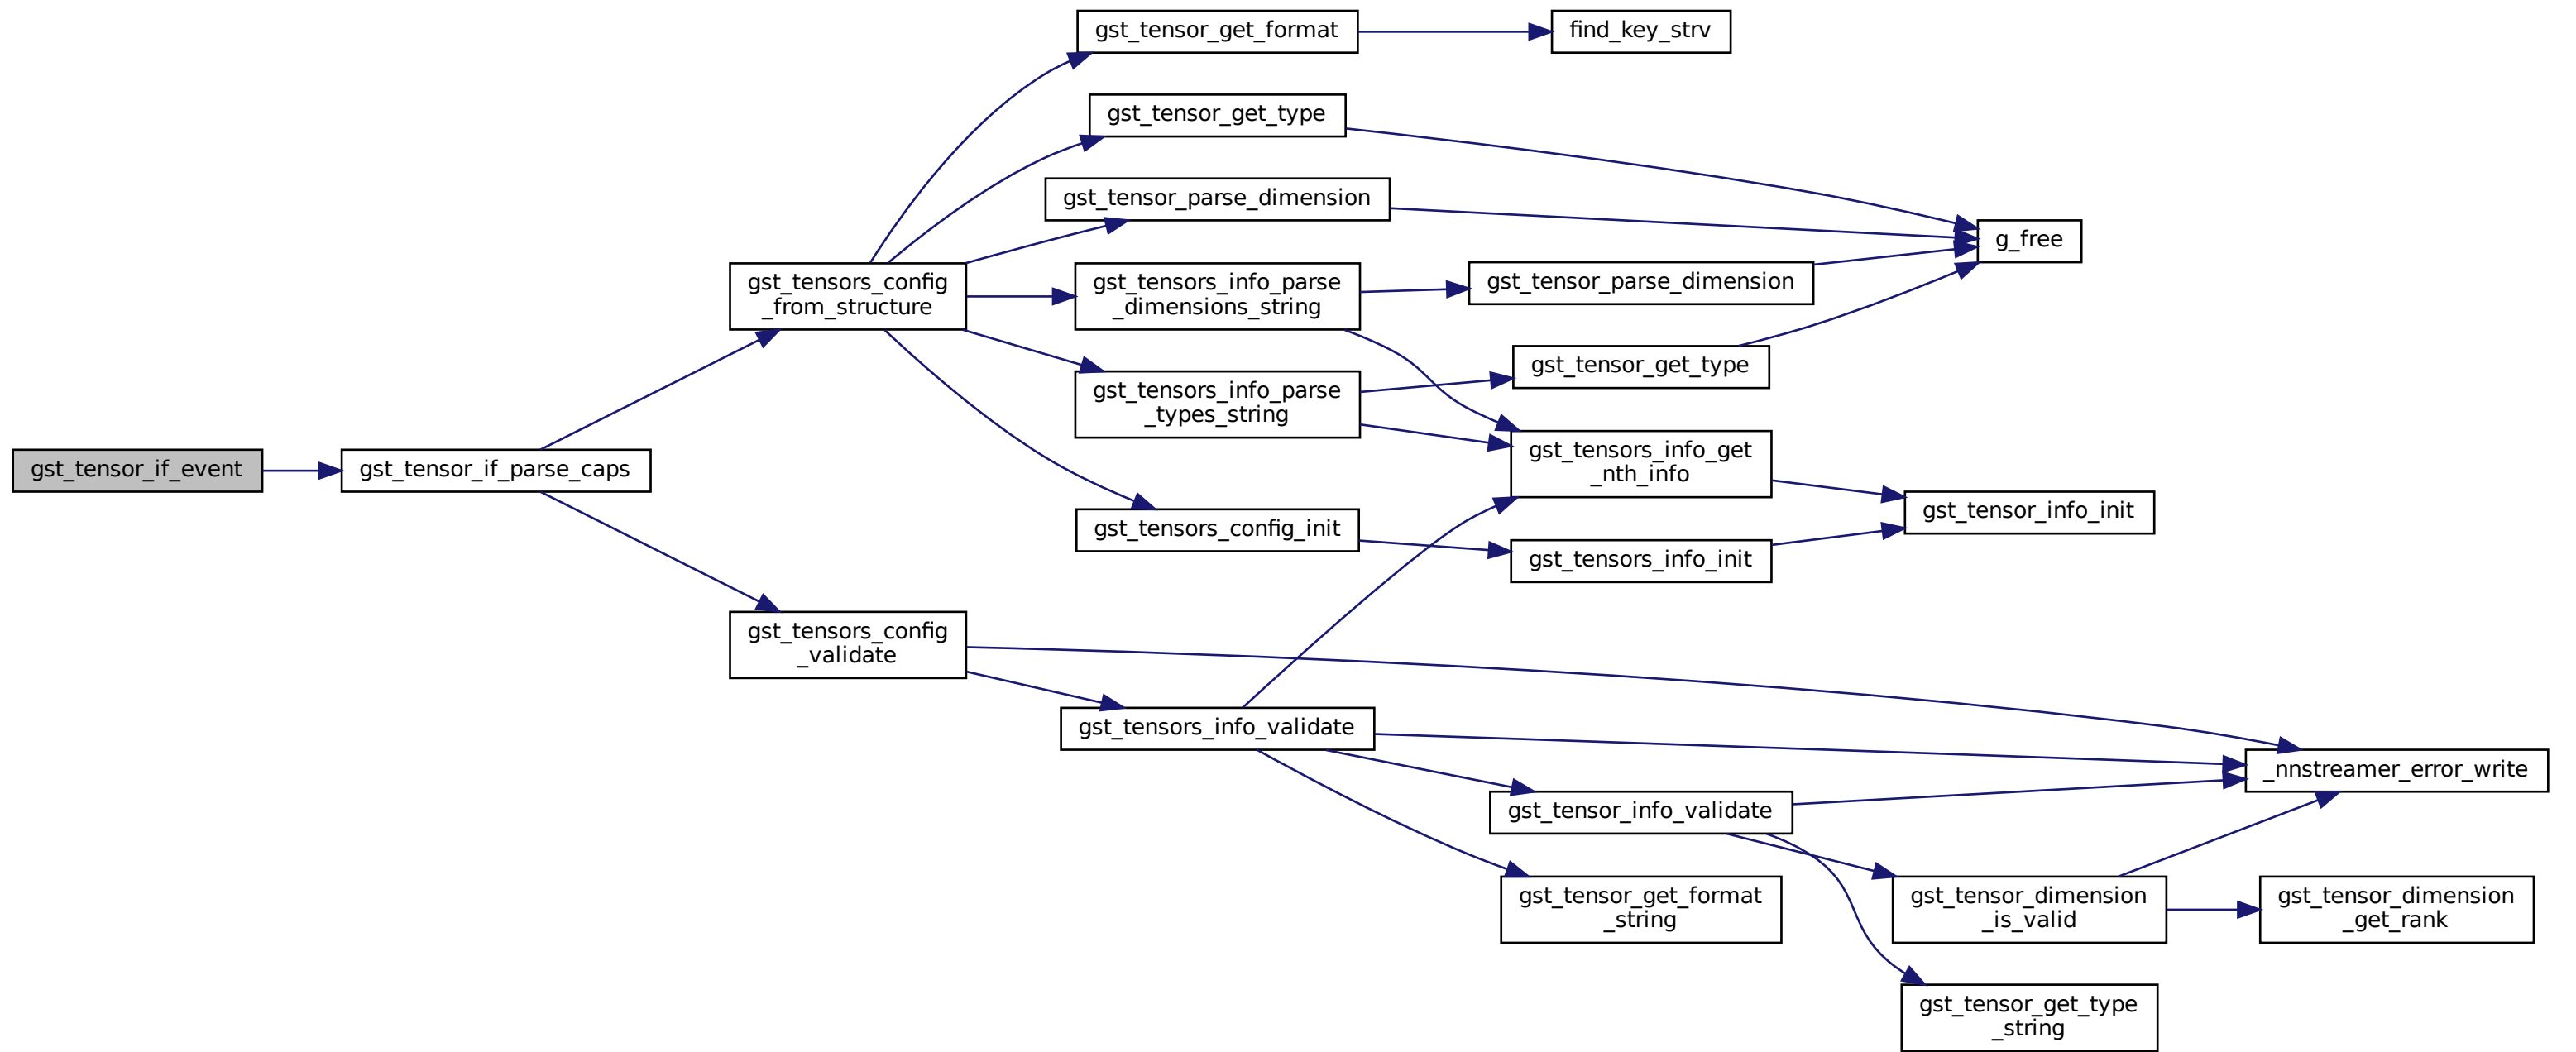 gst_tensor_if_event
gst_tensor_if_parse_caps
gst_tensors_config
_from_structure
gst_tensors_config
_validate
gst_tensor_get_format
gst_tensor_get_type
gst_tensor_parse_dimension
gst_tensors_info_parse
_dimensions_string
gst_tensors_info_parse
_types_string
gst_tensors_config_init
gst_tensors_info_validate
find_key_strv
gst_tensor_parse_dimension
gst_tensor_get_type
gst_tensors_info_get
_nth_info
gst_tensors_info_init
gst_tensor_info_validate
gst_tensor_get_format
_string
g_free
gst_tensor_info_init
gst_tensor_dimension
_is_valid
gst_tensor_get_type
_string
_nnstreamer_error_write
gst_tensor_dimension
_get_rank